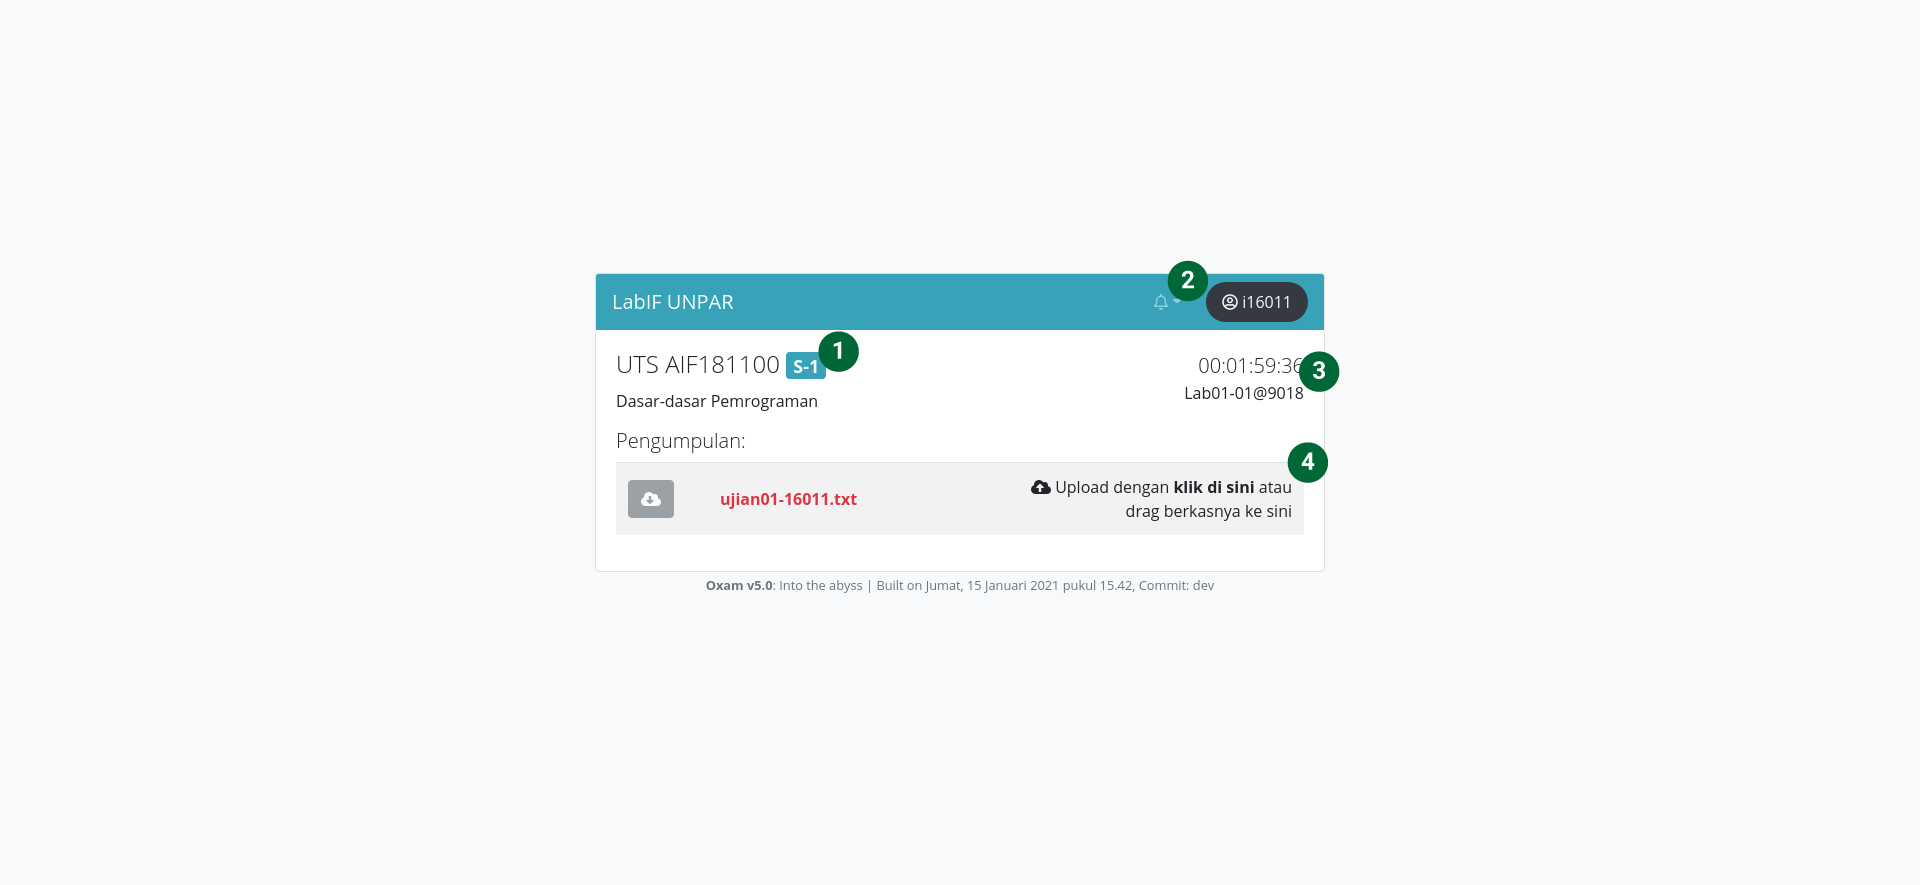 LabIF UNPAR
2
i16011
UTS AIF181100 S-1
1
00:01:59:36
3
Dasar-dasar Pemrograman
Lab01-01@9018
Pengumpulan:
4
ujian01-16011.txt
Upload dengan klik di sini atau
drag berkasnya ke sini
Oxam v5.0: Into the abyss | Built on Jumat, 15 Januari 2021 pukul 15.42, Commit: dev